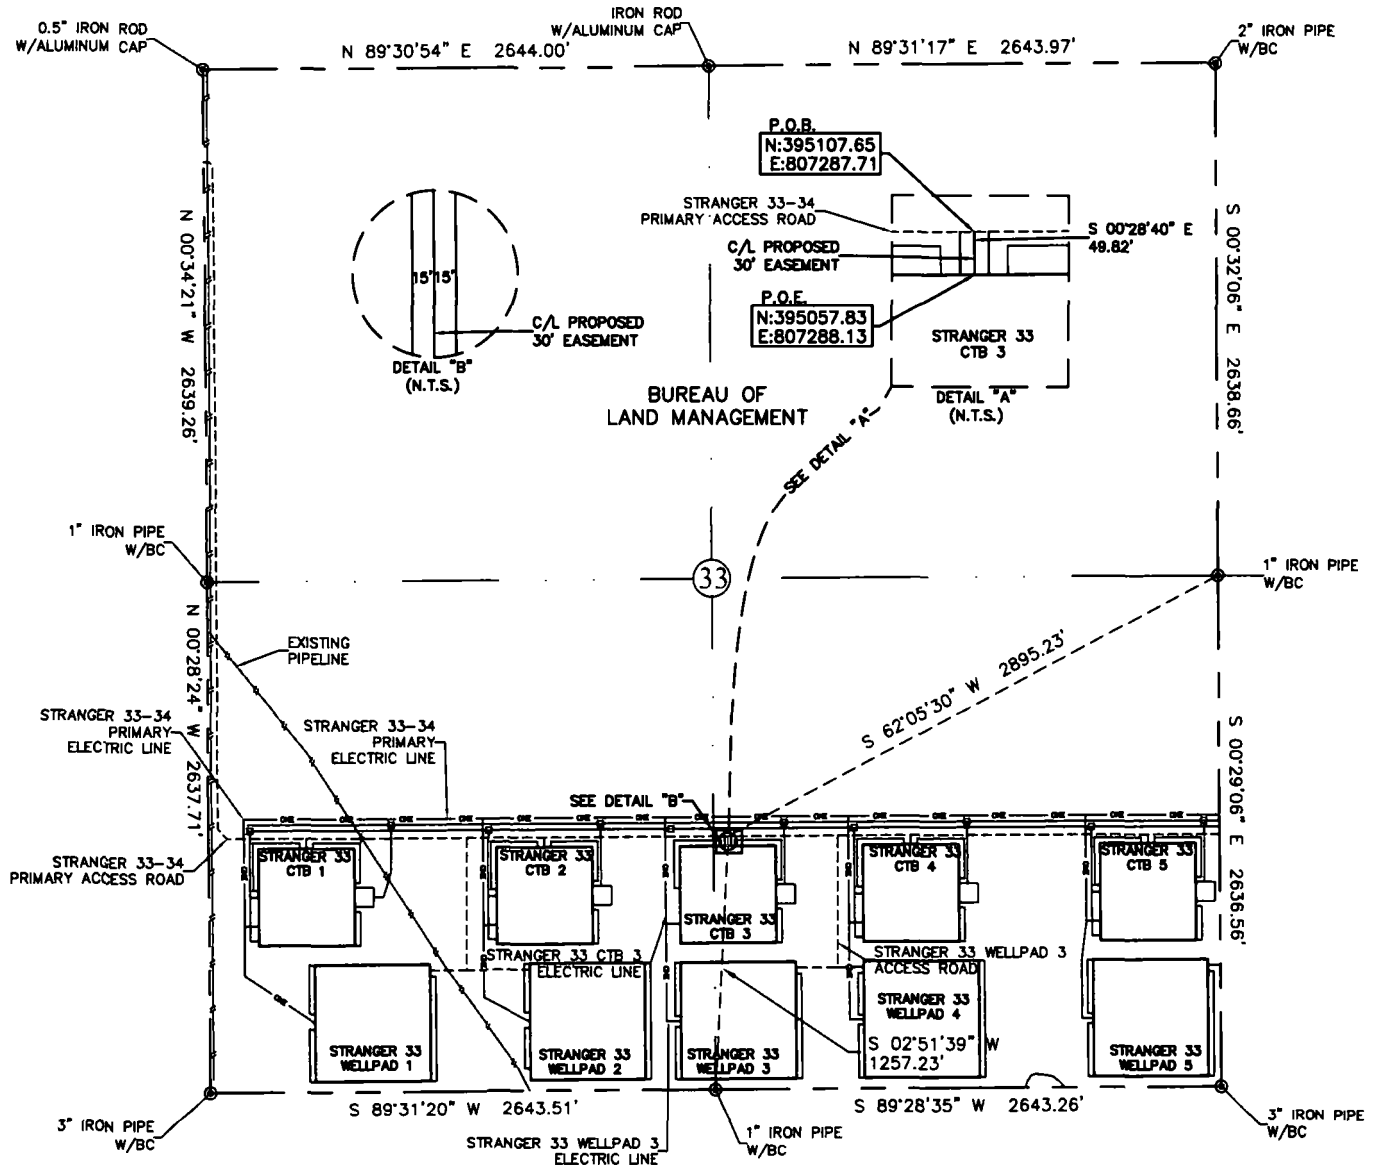 0.5" IRON ROD
W/ALUMINUM CAP
N 89°30'54" E 2644.00'
IRON ROD
W/ALUMINUM CAP
N 89°31'17" E 2643.97'
2" IRON PIPE
W/BC
P.O.B.
N:395107.65
E:807287.71
STRANGER 33-34
PRIMARY ACCESS ROAD
C/L PROPOSED
30' EASEMENT
S 00°28'40" E
49.82'
P.O.E.
N:395057.83
E:807288.13
STRANGER 33
CTB 3
DETAIL "A"
(N.T.S.)
15' 15'
C/L PROPOSED
30' EASEMENT
DETAIL "B"
(N.T.S.)
N 00°34'21" W 2639.26'
S 00°32'06" E 2638.66'
BUREAU OF
LAND MANAGEMENT
SEE DETAIL "A"
1" IRON PIPE
W/BC
33
1" IRON PIPE
W/BC
N 00°28'24" W 2637.71'
EXISTING
PIPELINE
S 62°05'30" W 2895.23'
STRANGER 33-34
PRIMARY
ELECTRIC LINE
STRANGER 33-34
PRIMARY
ELECTRIC LINE
S 00°29'06" E 2636.56'
SEE DETAIL "B"
OHE OHE OHE OHE OHE OHE OHE OHE OHE OHE
STRANGER 33-34
PRIMARY ACCESS ROAD
STRANGER 33
CTB 1
STRANGER 33
CTB 2
STRANGER 33
CTB 3
STRANGER 33
CTB 4
STRANGER 33
CTB 5
STRANGER 33 CTB 3
ELECTRIC LINE
STRANGER 33 WELLPAD 3
ACCESS ROAD
STRANGER 33
WELLPAD 1
STRANGER 33
WELLPAD 2
STRANGER 33
WELLPAD 3
STRANGER 33
WELLPAD 4
STRANGER 33
WELLPAD 5
S 02°51'39" W
1257.23'
S 89°31'20" W 2643.51'
S 89°28'35" W 2643.26'
3" IRON PIPE
W/BC
STRANGER 33 WELLPAD 3
ELECTRIC LINE
1" IRON PIPE
W/BC
3" IRON PIPE
W/BC